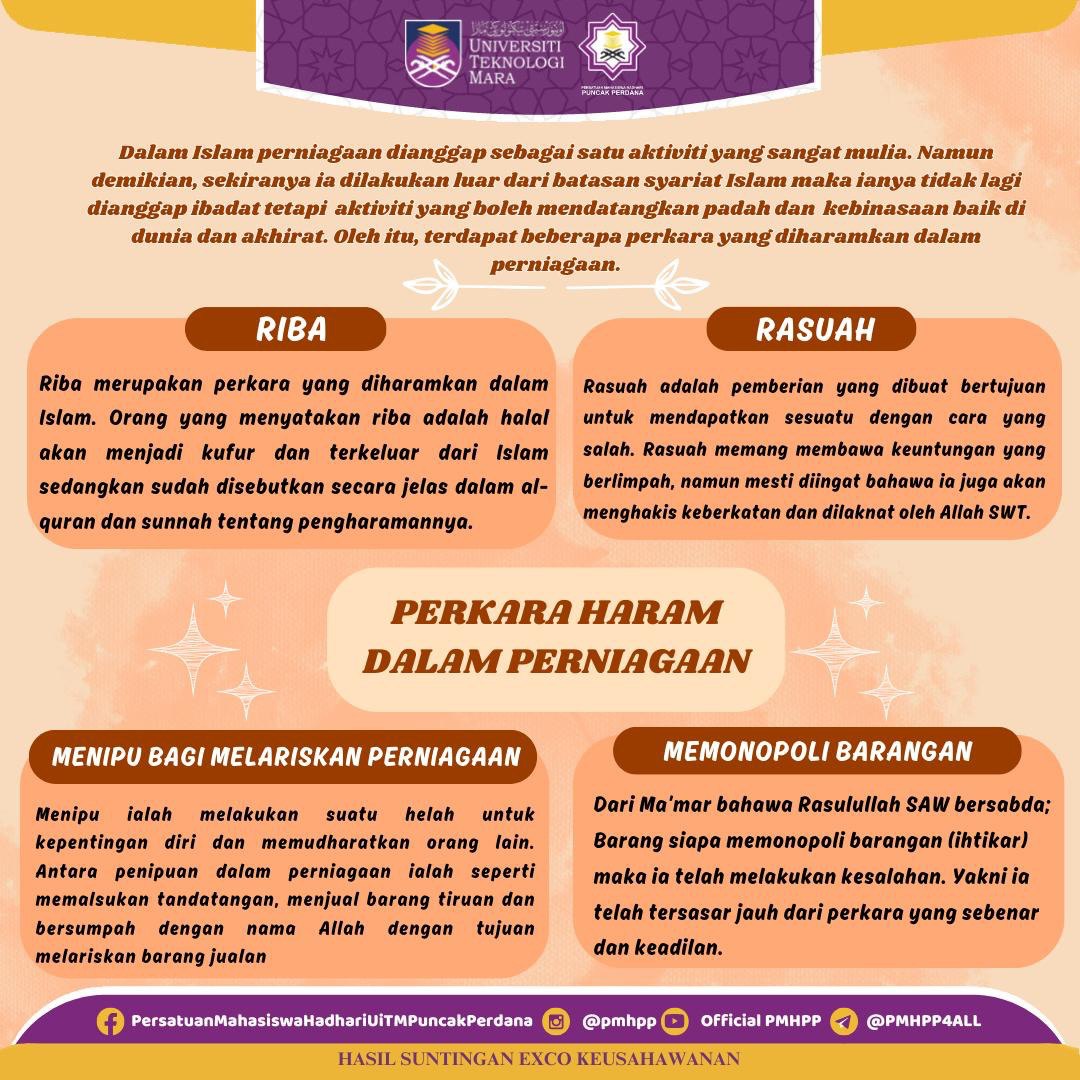 UNIVERSITI
TEKNOLOGI
MARA
PERSATUAN MAHASISWA HADHARI
PUNCAK PERDANA
Dalam Islam perniagaan dianggap sebagai satu aktiviti yang sangat mulia. Namun
demikian, sekiranya ia dilakukan luar dari batasan syariat Islam maka ianya tidak lagi
dianggap ibadat tetapi aktiviti yang boleh mendatangkan padah dan kebinasaan baik di
dunia dan akhirat. Oleh itu, terdapat beberapa perkara yang diharamkan dalam
perniagaan.
RIBA
Riba merupakan perkara yang diharamkan dalam
Islam. Orang yang menyatakan riba adalah halal
akan menjadi kufur dan terkeluar dari Islam
sedangkan sudah disebutkan secara jelas dalam al-
quran dan sunnah tentang pengharamannya.
RASUAH
Rasuah adalah pemberian yang dibuat bertujuan
untuk mendapatkan sesuatu dengan cara yang
salah. Rasuah memang membawa keuntungan yang
berlimpah, namun mesti diingat bahawa ia juga akan
menghakis keberkatan dan dilaknat oleh Allah SWT.
PERKARA HARAM
DALAM PERNIAGAAN
MENIPU BAGI MELARISKAN PERNIAGAAN
Menipu ialah melakukan suatu helah untuk
kepentingan diri dan memudharatkan orang lain.
Antara penipuan dalam perniagaan ialah seperti
memalsukan tandatangan, menjual barang tiruan dan
bersumpah dengan nama Allah dengan tujuan
melariskan barang jualan
MEMONOPOLI BARANGAN
Dari Ma'mar bahawa Rasulullah SAW bersabda;
Barang siapa memonopoli barangan (ihtikar)
maka ia telah melakukan kesalahan. Yakni ia
telah tersasar jauh dari perkara yang sebenar
dan keadilan.
PersatuanMahasiswaHadhariUiTMPuncakPerdana @pmhpp Official PMHPP @PMHPP4ALL
HASIL SUNTINGAN EXCO KEUSAHAWANAN